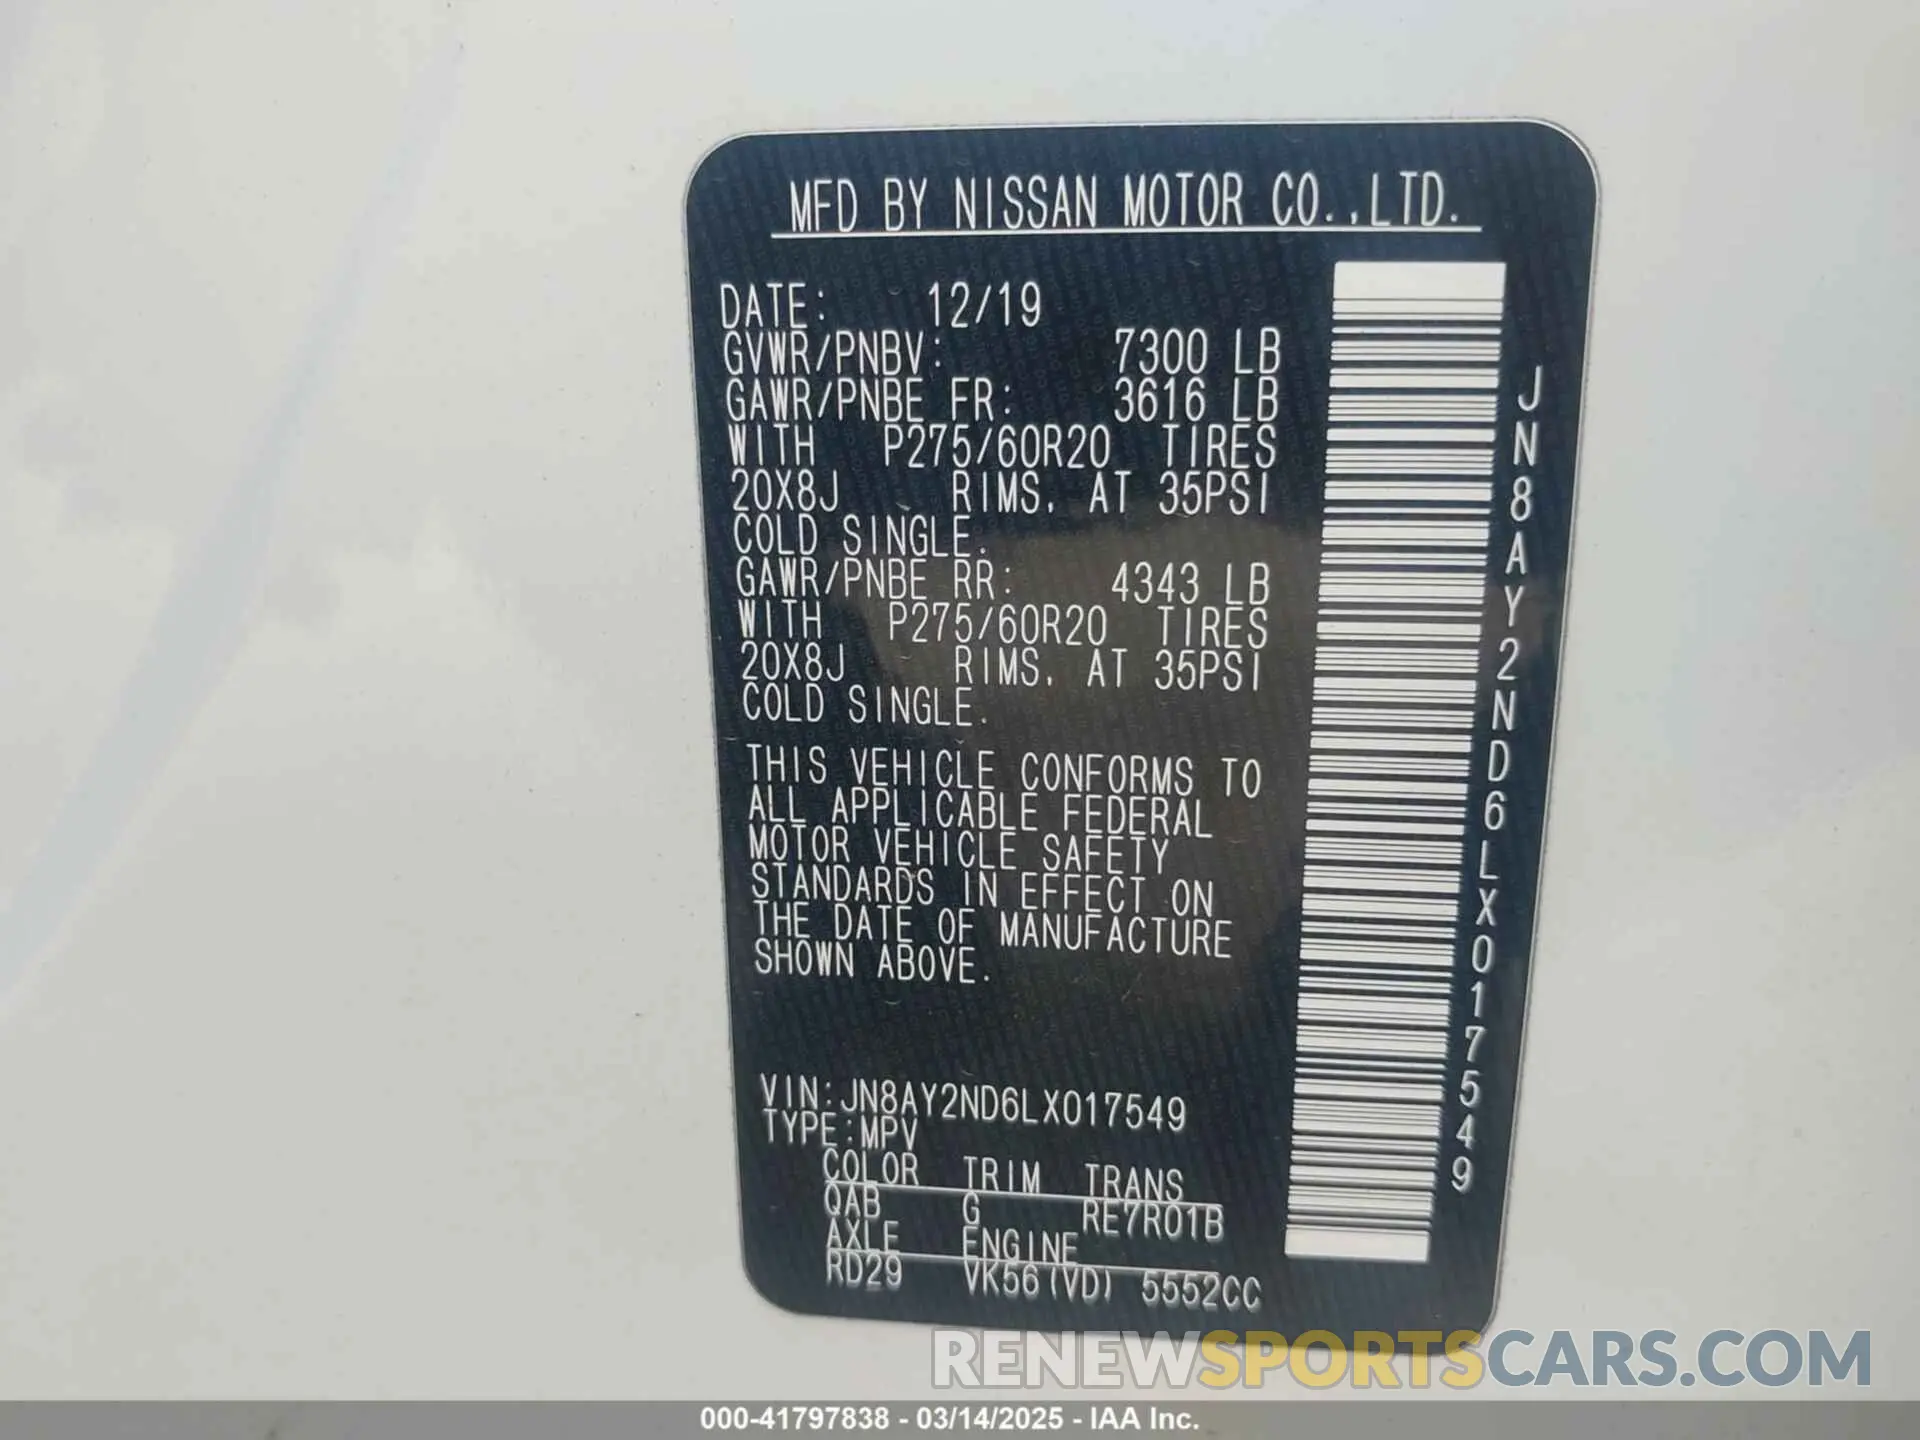 MFD BY NISSAN MOTOR CO.,LTD.
DATE: 12/19
GVWR/PNBV: 7300 LB
GAWR/PNBE FR: 3616 LB
WITH P275/60R20 TIRES
20X8J RIMS, AT 35PSI
COLD SINGLE.
GAWR/PNBE RR: 4343 LB
WITH P275/60R20 TIRES
20X8J RIMS, AT 35PSI
COLD SINGLE.
THIS VEHICLE CONFORMS TO
ALL APPLICABLE FEDERAL
MOTOR VEHICLE SAFETY
STANDARDS IN EFFECT ON
THE DATE OF MANUFACTURE
SHOWN ABOVE.
VIN:JN8AY2ND6LX017549
TYPE:MPV
COLOR TRIM TRANS
QAB G RE7R01B
AXLE ENGINE
RD29 VK56(VD) 5552CC
JN8AY2ND6LX017549
RENEWSPORTSCARS.COM
000-41797838 - 03/14/2025 - IAA Inc.